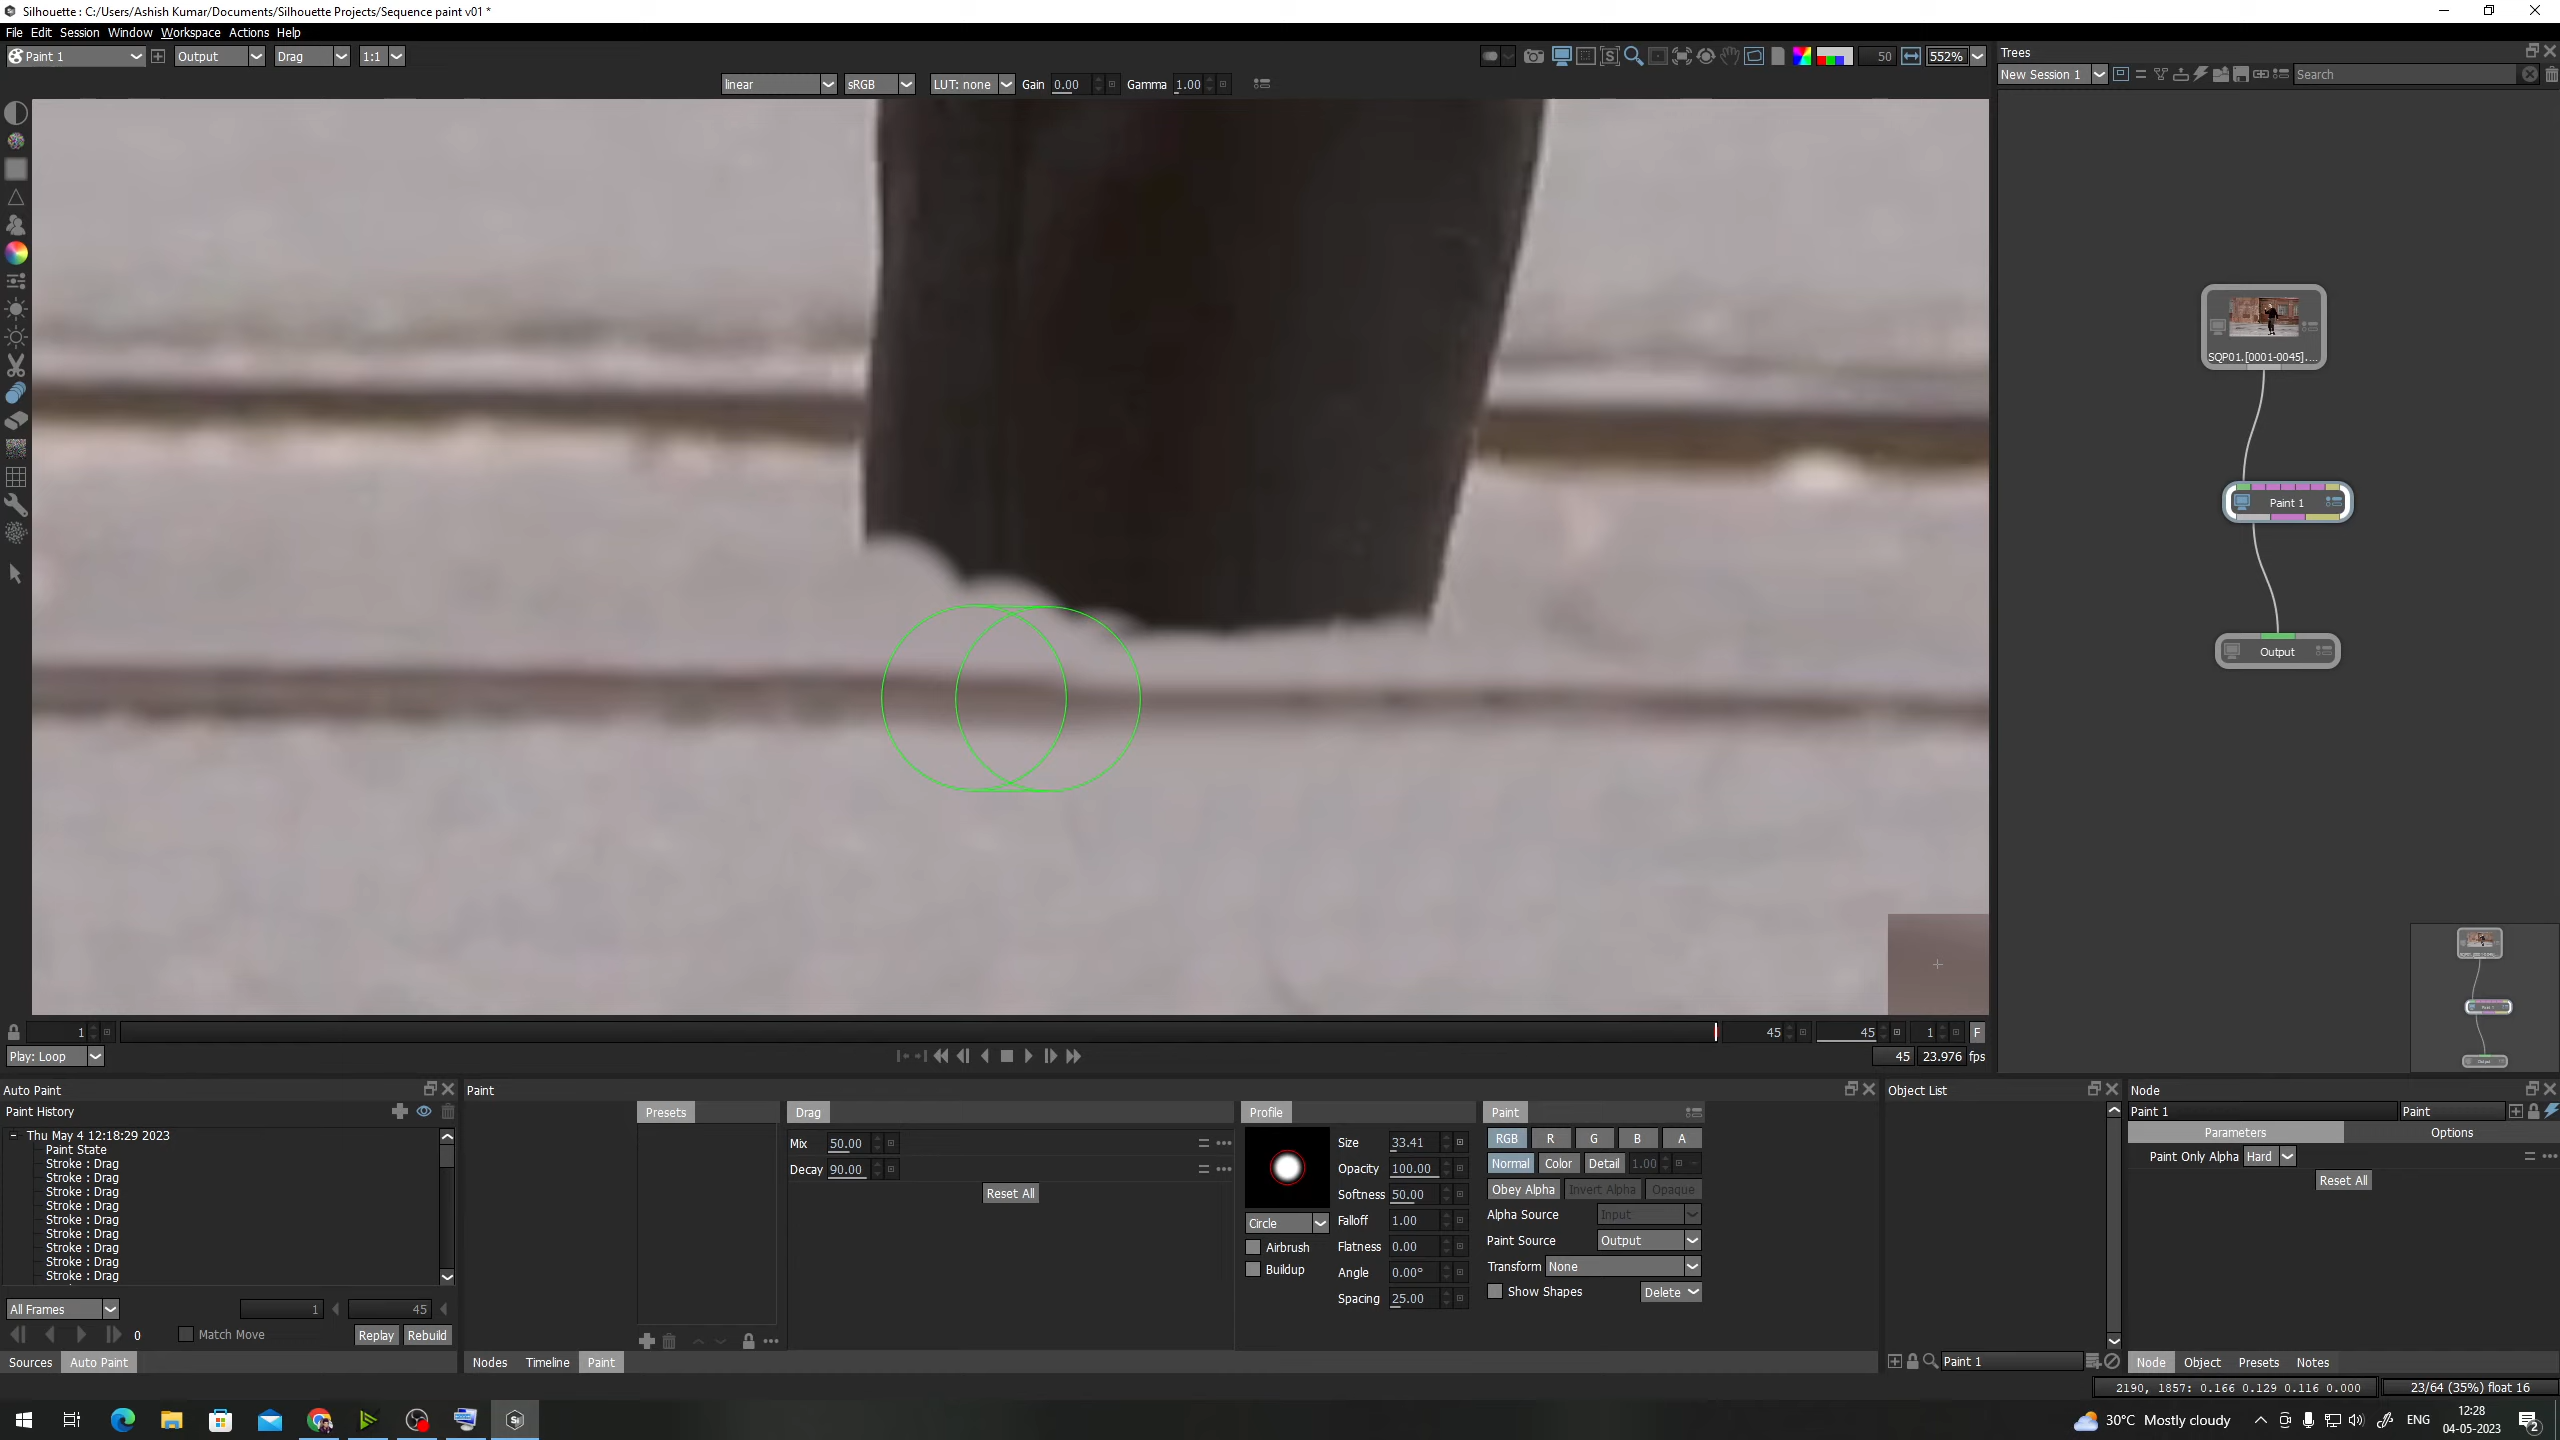 Silhouette : C:/Users/Ashish Kumar/Documents/Silhouette Projects/Sequence paint v01 *
File Edit Session Window Workspace Actions Help
Paint 1 Output Drag 1:1 50 552%
linear sRGB LUT: none Gain 0.00 Gamma 1.00
Trees
New Session 1 Search
SQP01.[0001-0045]....
Paint 1
Output
1 45 45 1 F
Play: Loop 45 23.976 fps
Auto Paint
Paint History
Thu May 4 12:18:29 2023
Paint State
Stroke : Drag
Stroke : Drag
Stroke : Drag
Stroke : Drag
Stroke : Drag
Stroke : Drag
Stroke : Drag
Stroke : Drag
Stroke : Drag
All Frames 1 45
0 Match Move Replay Rebuild
Sources Auto Paint
Paint
Presets
Drag
Mix 50.00
Decay 90.00
Reset All
Nodes Timeline Paint
Profile
Circle
Airbrush
Buildup
Size 33.41
Opacity 100.00
Softness 50.00
Falloff 1.00
Flatness 0.00
Angle 0.00°
Spacing 25.00
Paint
RGB R G B A
Normal Color Detail 1.00
Obey Alpha Invert Alpha Opaque
Alpha Source Input
Paint Source Output
Transform None
Show Shapes Delete
Object List
Paint 1
Node
Paint 1 Paint
Parameters Options
Paint Only Alpha Hard
Reset All
Node Object Presets Notes
2190, 1857: 0.166 0.129 0.116 0.000 23/64 (35%) float 16
30°C Mostly cloudy ENG 12:28
04-05-2023 2